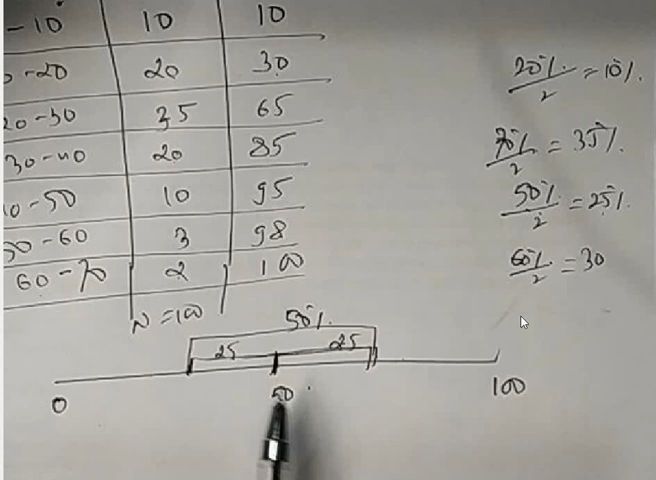 - 10 10 10
-20 20 30
20-30 35 65
30-40 20 85
0-50 10 95
-60 3 98
60-70 2 100
N = 100
20%/2 = 10%.
70%/2 = 35%.
50%/2 = 25%.
60%/2 = 30
50%.
25 25
0 50 100